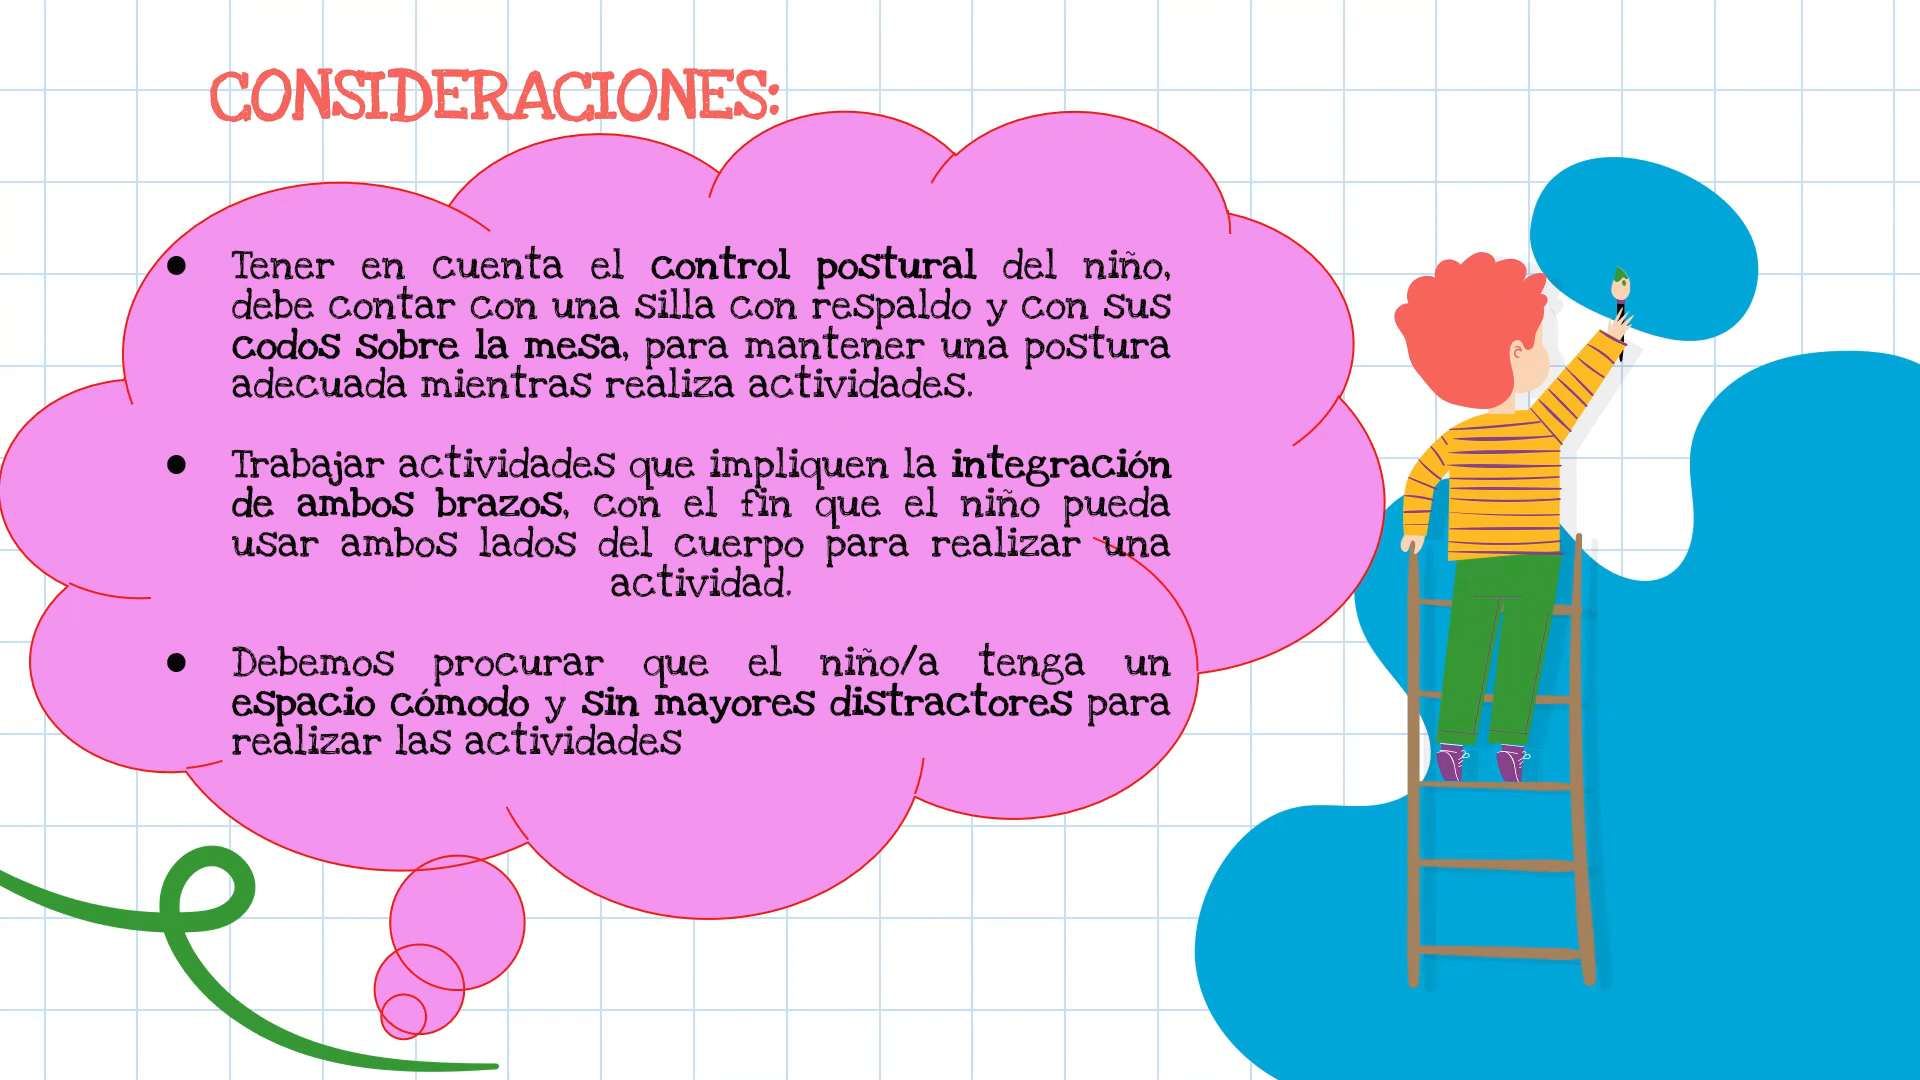 CONSIDERACIONES:
● Tener en cuenta el control postural del niño,
debe contar con una silla con respaldo y con sus
codos sobre la mesa, para mantener una postura
adecuada mientras realiza actividades.
● Trabajar actividades que impliquen la integración
de ambos brazos, con el fin que el niño pueda
usar ambos lados del cuerpo para realizar una
actividad.
● Debemos procurar que el niño/a tenga un
espacio cómodo y sin mayores distractores para
realizar las actividades